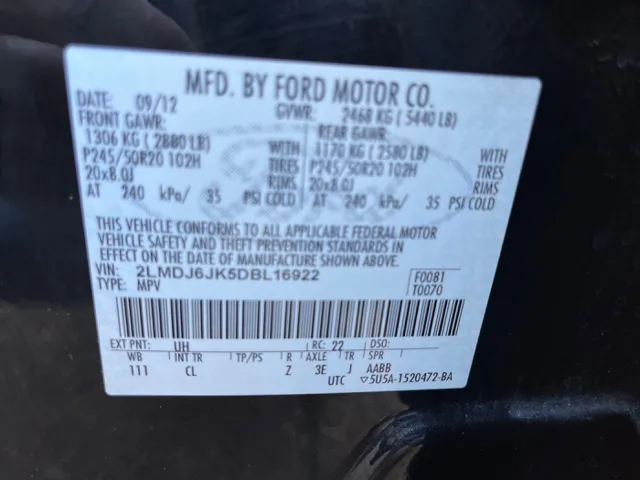 MFD. BY FORD MOTOR CO.
DATE: 09/12 GVWR: 2468 KG (5440 LB)
FRONT GAWR: REAR GAWR:
1306 KG (2880 LB) WITH 1170 KG (2580 LB) WITH
P245/50R20 102H TIRES P245/50R20 102H TIRES
20x8.0J RIMS 20x8.0J RIMS
AT 240 kPa/ 35 PSI COLD AT 240 kPa/ 35 PSI COLD
THIS VEHICLE CONFORMS TO ALL APPLICABLE FEDERAL MOTOR
VEHICLE SAFETY AND THEFT PREVENTION STANDARDS IN
EFFECT ON THE DATE OF MANUFACTURE SHOWN ABOVE.
VIN: 2LMDJ6JK5DBL16922 F0081
TYPE: MPV T0070
EXT PNT: UH RC: 22 DSO:
WB INT TR TP/PS R AXLE TR SPR
111 CL Z 3E J AABB
UTC ▽5U5A-1520472-BA